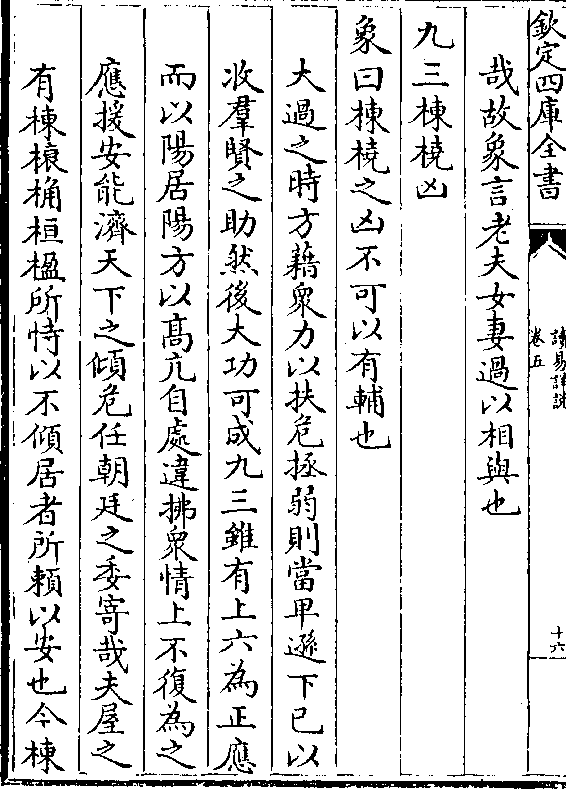 欽定四庫全書
讀易詳説
卷五
十六
哉故象言老夫女妻過以相與也
九三棟橈凶
象曰棟橈之凶不可以有輔也
大過之時方藉衆力以扶危拯弱則當卑遜下已以
收羣賢之助然後大功可成九三雖有上六為正應
而以陽居陽方以髙亢自處違拂衆情上不復為之
應援安能濟天下之傾危任朝廷之委寄哉夫屋之
有棟榱桷桓楹所恃以不傾居者所賴以安也今棟